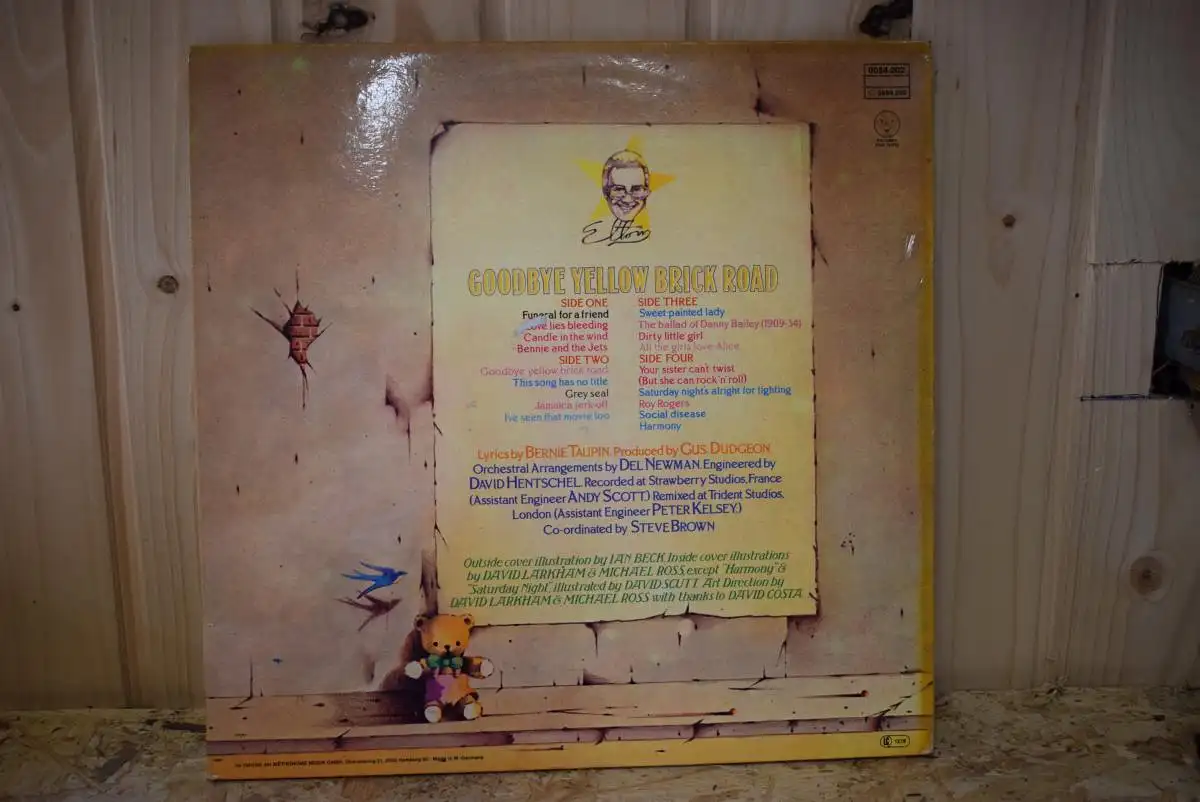 0054.202
Elton
GOODBYE YELLOW BRICK ROAD
SIDE ONE
Funeral for a friend
Love lies bleeding
Candle in the wind
Bennie and the Jets
SIDE TWO
Goodbye yellow brick road
This song has no title
Grey seal
Jamaica jerk-off
I've seen that movie too
SIDE THREE
Sweet painted lady
The ballad of Danny Bailey (1909-34)
Dirty little girl
All the girls love Alice
SIDE FOUR
Your sister can't twist
(But she can rock 'n' roll)
Saturday night's alright for fighting
Roy Rogers
Social disease
Harmony
Lyrics by BERNIE TAUPIN. Produced by GUS DUDGEON.
Orchestral Arrangements by DEL NEWMAN. Engineered by
DAVID HENTSCHEL. Recorded at Strawberry Studios, France
(Assistant Engineer ANDY SCOTT.) Remixed at Trident Studios,
London (Assistant Engineer PETER KELSEY.)
Co-ordinated by STEVE BROWN
Outside cover illustration by IAN BECK. Inside cover illustrations
by DAVID LARKHAM & MICHAEL ROSS, except "Harmony" &
"Saturday Night", illustrated by DAVID SCUTT. Art Direction by
DAVID LARKHAM & MICHAEL ROSS with thanks to DAVID COSTA.
LC 1276